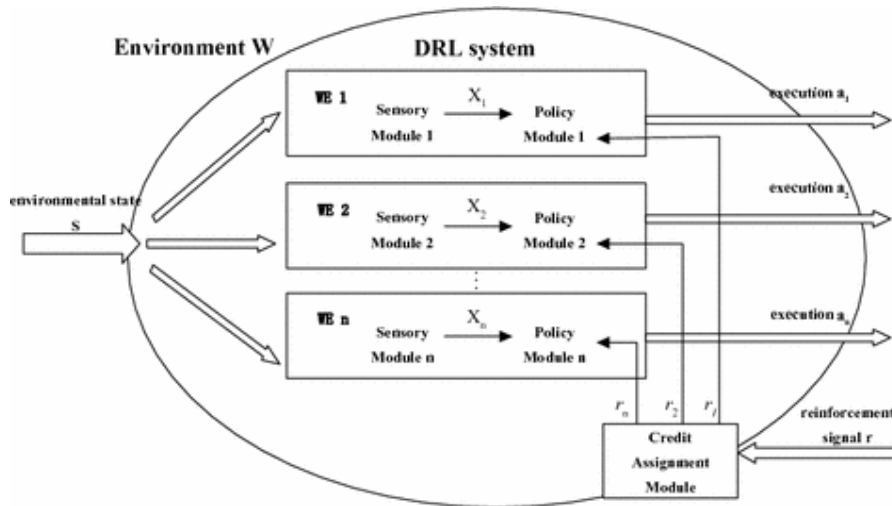 Environment W
DRL system
environmental state
S
WE 1
Sensory
Module 1
X₁
Policy
Module 1
execution a₁
WE 2
Sensory
Module 2
X₂
Policy
Module 2
execution a₂
⋮
WE n
Sensory
Module n
Xₙ
Policy
Module n
execution aₙ
rₙ
r₂
r₁
Credit
Assignment
Module
reinforcement
signal r